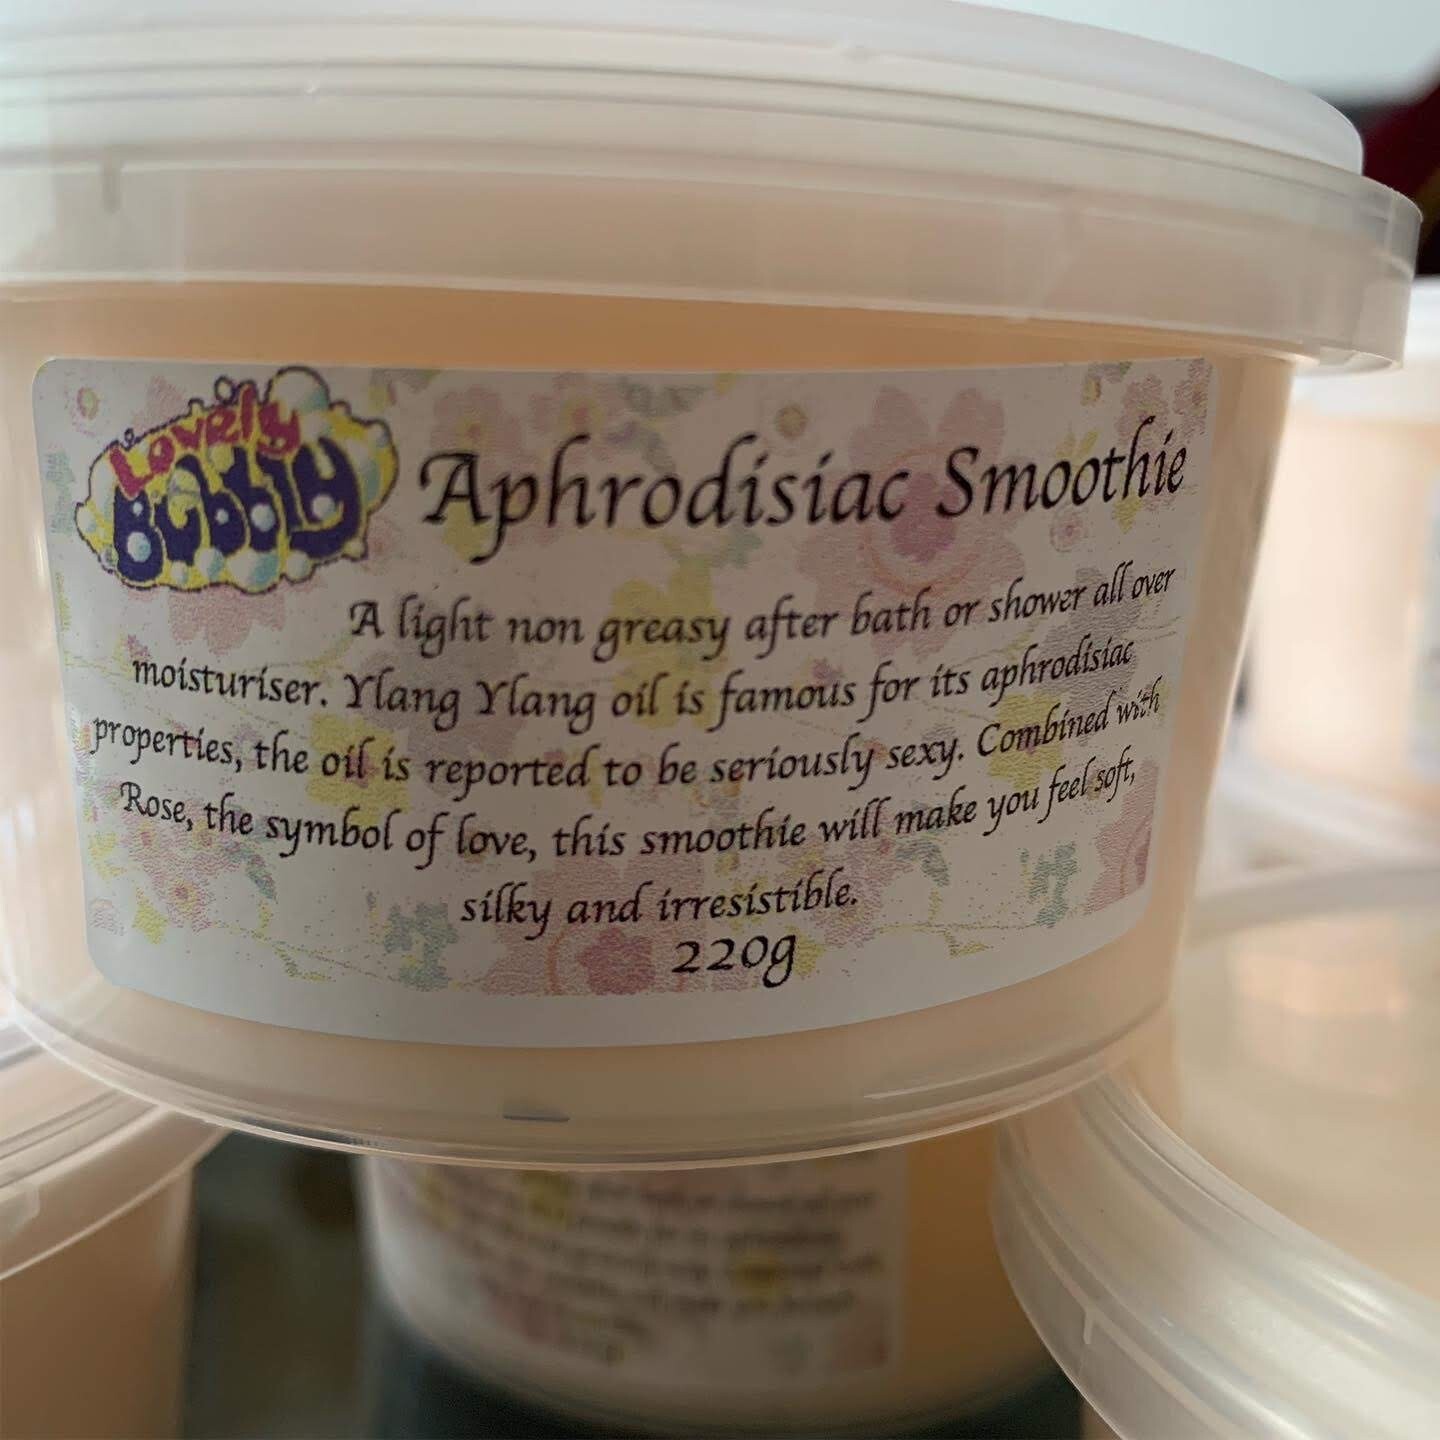 Lovely
Bubbly
Aphrodisiac Smoothie
A light non greasy after bath or shower all over
moisturiser. Ylang Ylang oil is famous for its aphrodisiac
properties, the oil is reported to be seriously sexy. Combined with
Rose, the symbol of love, this smoothie will make you feel soft,
silky and irresistible.
220g